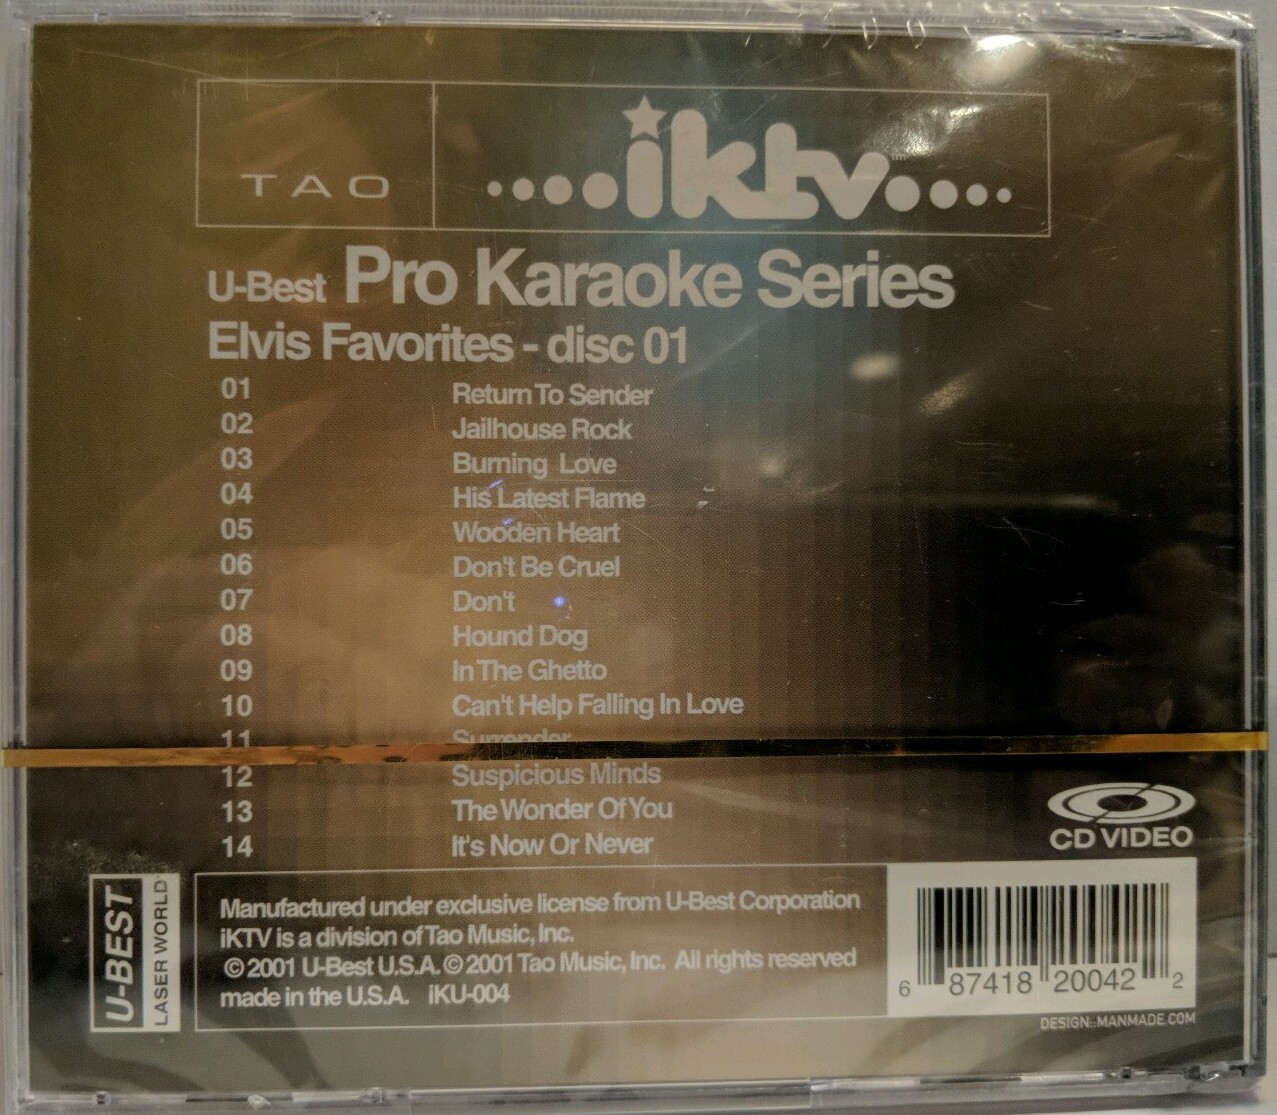 TAO
iktv
U-Best Pro Karaoke Series
Elvis Favorites - disc 01
01 Return To Sender
02 Jailhouse Rock
03 Burning Love
04 His Latest Flame
05 Wooden Heart
06 Don't Be Cruel
07 Don't
08 Hound Dog
09 In The Ghetto
10 Can't Help Falling In Love
11 Surrender
12 Suspicious Minds
13 The Wonder Of You
14 It's Now Or Never
CD VIDEO
U-BEST
LASER WORLD
Manufactured under exclusive license from U-Best Corporation
iKTV is a division of Tao Music, Inc.
© 2001 U-Best U.S.A. © 2001 Tao Music, Inc. All rights reserved
made in the U.S.A. iKU-004
6 87418 20042 2
DESIGN::MANMADE.COM